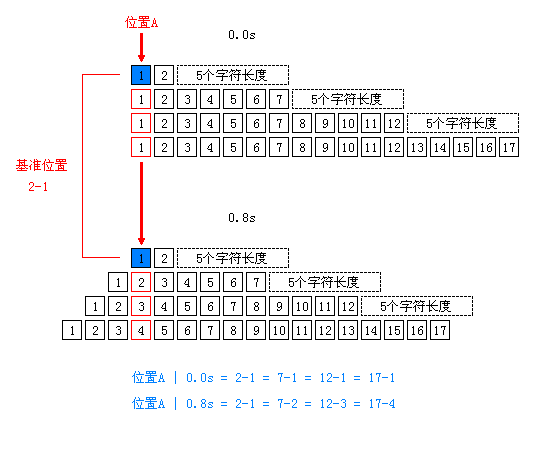 位置A
0.0s
1 2 5个字符长度
1 2 3 4 5 6 7 5个字符长度
1 2 3 4 5 6 7 8 9 10 11 12 5个字符长度
1 2 3 4 5 6 7 8 9 10 11 12 13 14 15 16 17
基准位置
2-1
0.8s
1 2 5个字符长度
1 2 3 4 5 6 7 5个字符长度
1 2 3 4 5 6 7 8 9 10 11 12 5个字符长度
1 2 3 4 5 6 7 8 9 10 11 12 13 14 15 16 17
位置A | 0.0s = 2-1 = 7-1 = 12-1 = 17-1
位置A | 0.8s = 2-1 = 7-2 = 12-3 = 17-4